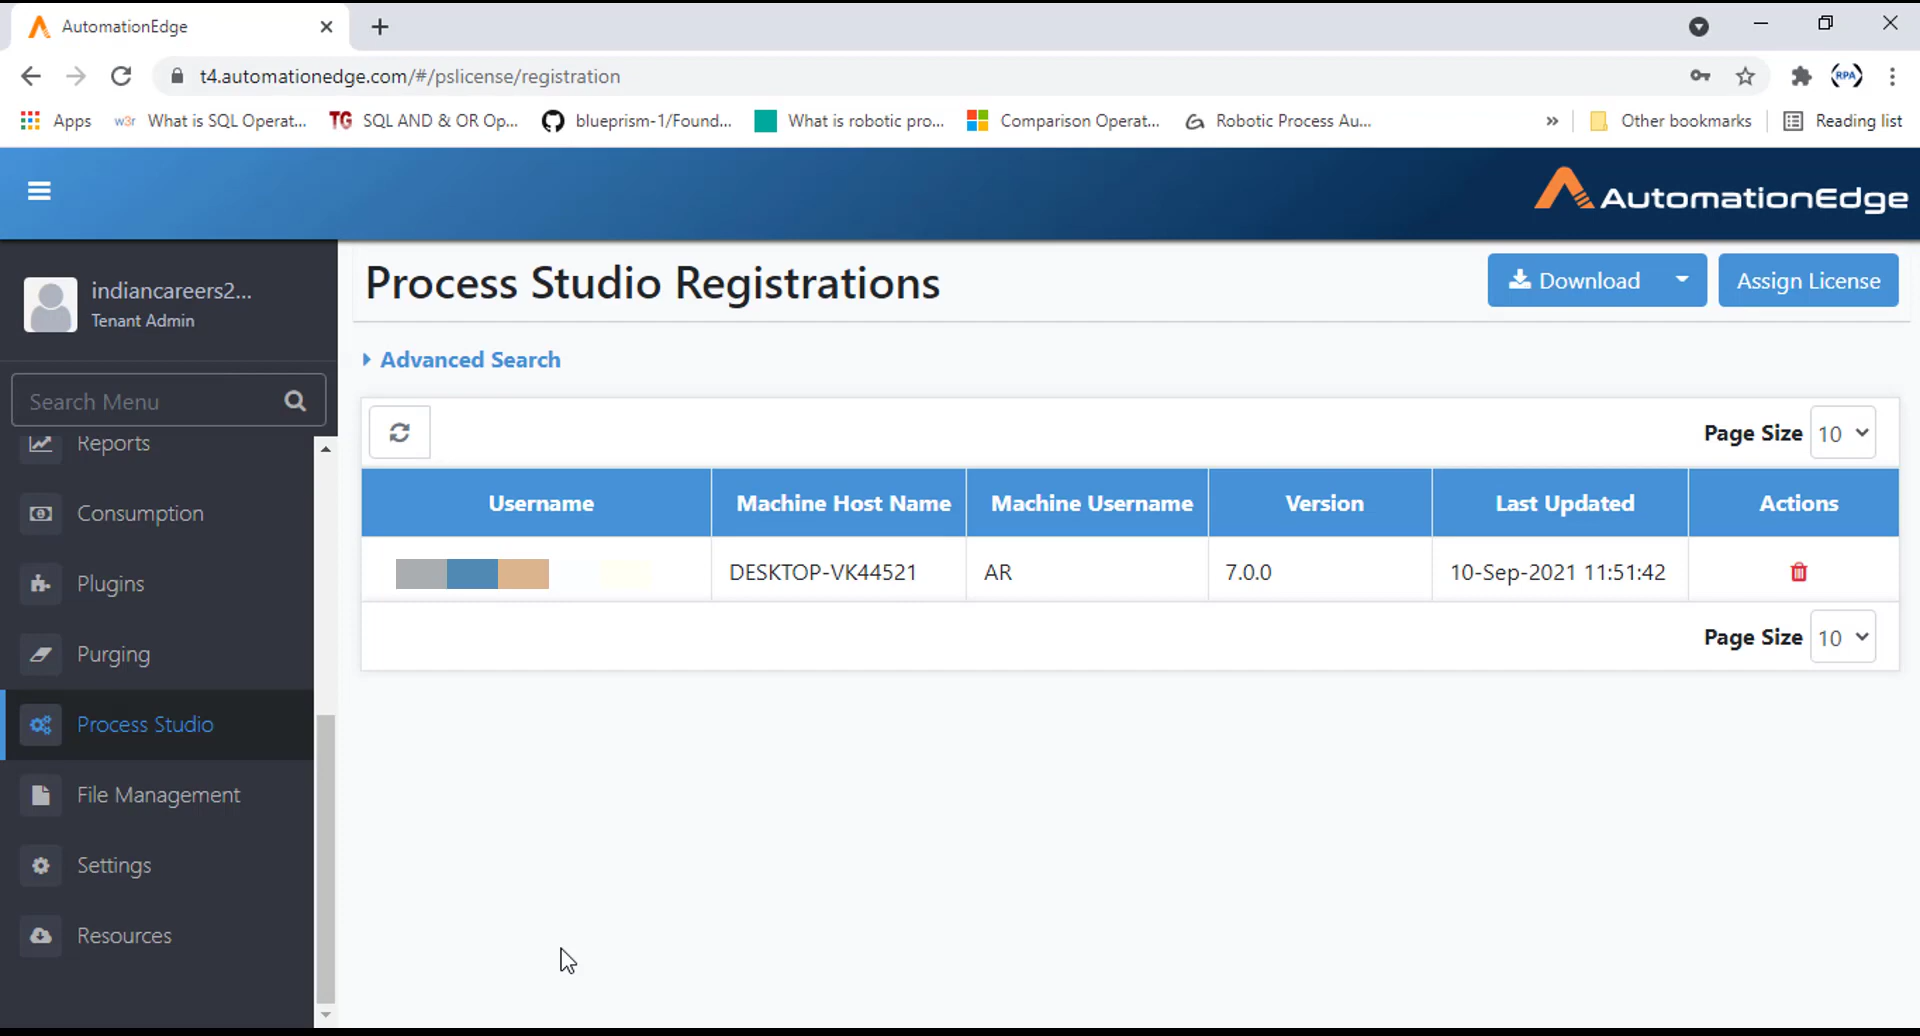 AutomationEdge
t4.automationedge.com/#/pslicense/registration
RPA
Apps
w3r What is SQL Operat...
TG SQL AND & OR Op...
blueprism-1/Found...
What is robotic pro...
Comparison Operat...
Robotic Process Au...
»
Other bookmarks
Reading list
AutomationEdge
indiancareers2...
Tenant Admin
Search Menu
Reports
Consumption
Plugins
Purging
Process Studio
File Management
Settings
Resources
Process Studio Registrations
Download
Assign License
Advanced Search
Page Size 10
Username Machine Host Name Machine Username Version Last Updated Actions
DESKTOP-VK44521 AR 7.0.0 10-Sep-2021 11:51:42
Page Size 10